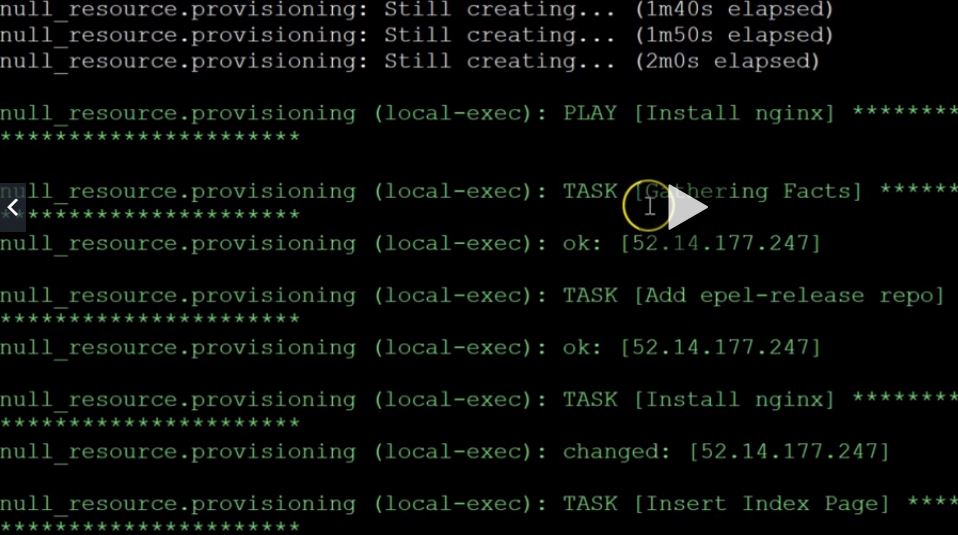 null_resource.provisioning: Still creating... (1m40s elapsed)
null_resource.provisioning: Still creating... (1m50s elapsed)
null_resource.provisioning: Still creating... (2m0s elapsed)
null_resource.provisioning (local-exec): PLAY [Install nginx] ********
**********************
null_resource.provisioning (local-exec): TASK [Gathering Facts] ******
**********************
null_resource.provisioning (local-exec): ok: [52.14.177.247]
null_resource.provisioning (local-exec): TASK [Add epel-release repo]
**********************
null_resource.provisioning (local-exec): ok: [52.14.177.247]
null_resource.provisioning (local-exec): TASK [Install nginx] ********
**********************
null_resource.provisioning (local-exec): changed: [52.14.177.247]
null_resource.provisioning (local-exec): TASK [Insert Index Page] ****
**********************